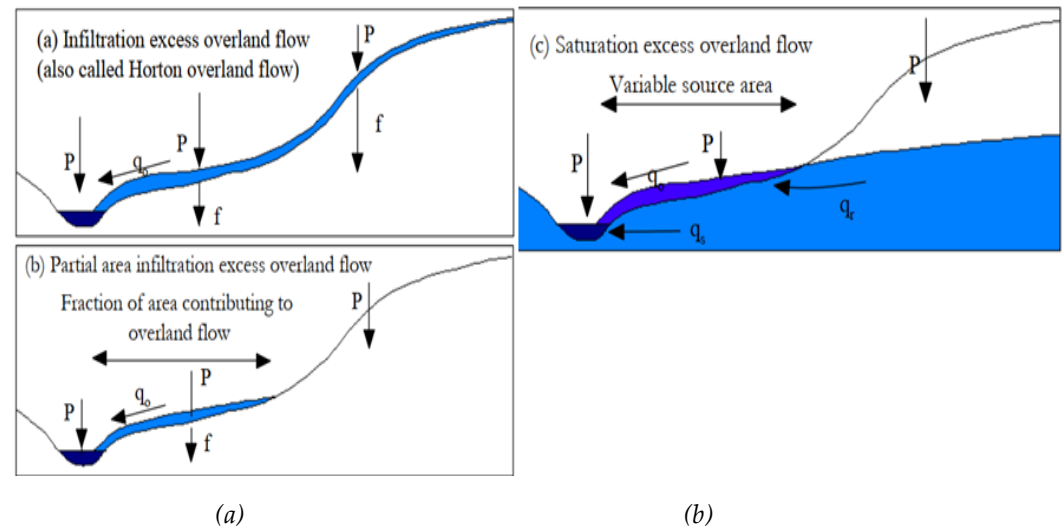 (a) Infiltration excess overland flow
(also called Horton overland flow)
P
f
P
P
qₒ
f
(b) Partial area infiltration excess overland flow
Fraction of area contributing to
overland flow
P
P
qₒ
P
f
(c) Saturation excess overland flow
P
Variable source area
P
P
qₒ
qᵣ
qₛ
(a)
(b)